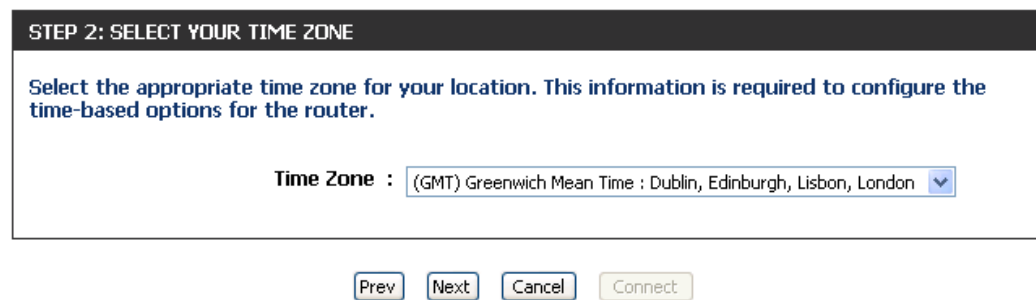 STEP 2: SELECT YOUR TIME ZONE
Select the appropriate time zone for your location. This information is required to configure the
time-based options for the router.
Time Zone : (GMT) Greenwich Mean Time : Dublin, Edinburgh, Lisbon, London
Prev Next Cancel Connect